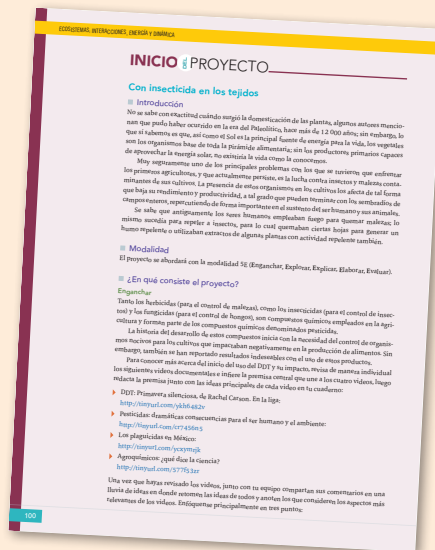 ECOSISTEMAS, INTERACCIONES, ENERGÍA Y DINÁMICA
INICIO DEL PROYECTO
Con insecticida en los tejidos
Introducción
No se sabe con exactitud cuándo surgió la domesticación de las plantas, algunos autores mencio-
nan que pudo haber ocurrido en la era del Paleolítico, hace más de 12 000 años; sin embargo, lo
que sí sabemos es que, así como el Sol es la principal fuente de energía para la vida, los vegetales
son los organismos base de toda la pirámide alimentaria; sin los productores primarios capaces
de aprovechar la energía solar, no existiría la vida como la conocemos.
Muy seguramente uno de los principales problemas con los que se tuvieron que enfrentar
los primeros agricultores, y que actualmente persiste, es la lucha contra insectos y malezas conta-
minantes de sus cultivos. La presencia de estos organismos en los cultivos los afecta de tal forma
que baja su rendimiento y productividad, a tal grado que pueden terminar con los sembradíos de
campos enteros, repercutiendo de forma importante en el sustento del ser humano y sus animales.
Se sabe que antiguamente los seres humanos empleaban fuego para quemar malezas; lo
mismo sucedía para repeler a insectos, para lo cual quemaban ciertas hojas para generar un
humo repelente o utilizaban extractos de algunas plantas con actividad repelente también.
Modalidad
El proyecto se abordará con la modalidad 5E (Enganchar, Explorar, Explicar, Elaborar, Evaluar).
¿En qué consiste el proyecto?
Enganchar
Tanto los herbicidas (para el control de malezas), como los insecticidas (para el control de insec-
tos) y los fungicidas (para el control de hongos), son compuestos químicos empleados en la agri-
cultura y forman parte de los compuestos químicos denominados pesticidas.
La historia del desarrollo de estos compuestos inicia con la necesidad del control de organis-
mos nocivos para los cultivos que impactaban negativamente en la producción de alimentos. Sin
embargo, también se han reportado resultados indeseables con el uso de estos productos.
Para conocer más acerca del inicio del uso del DDT y su impacto, revisa de manera individual
los siguientes videos documentales e infiere la premisa central que une a los cuatro videos, luego
redacta la premisa junto con las ideas principales de cada video en tu cuaderno:
DDT: Primavera silenciosa, de Rachel Carson. En la liga:
http://tinyurl.com/ykh6482v
Pesticidas: dramáticas consecuencias para el ser humano y el ambiente:
http://tinyurl.com/cr7456n5
Los plaguicidas en México:
http://tinyurl.com/ycxymejk
Agroquímicos: ¿qué dice la ciencia?
http://tinyurl.com/577f53zr
Una vez que hayas revisado los videos, junto con tu equipo compartan sus comentarios en una
lluvia de ideas en donde retomen las ideas de todos y anoten los que consideren los aspectos más
relevantes de los videos. Enfóquense principalmente en tres puntos:
100